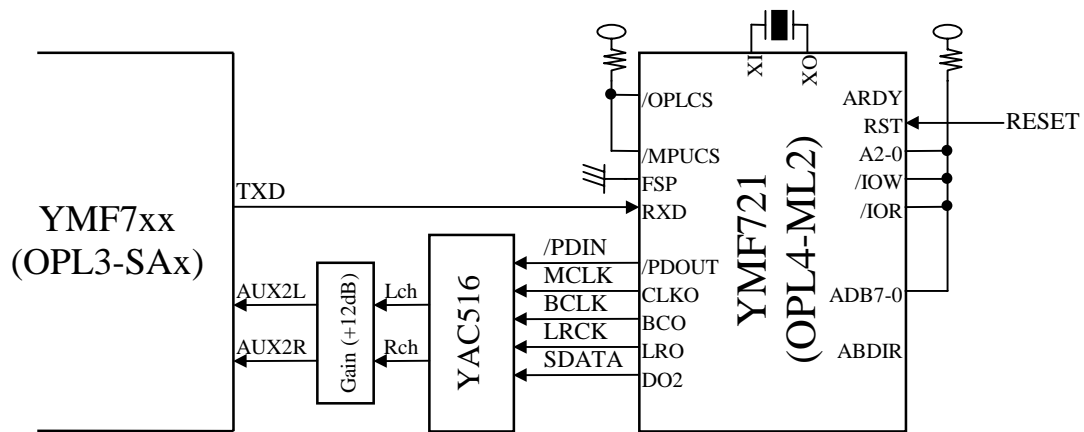 YMF7xx
(OPL3-SAx)
TXD
AUX2L
AUX2R
Gain (+12dB)
Lch
Rch
YAC516
/PDIN
MCLK
BCLK
LRCK
SDATA
XI
XO
/OPLCS
/MPUCS
FSP
RXD
/PDOUT
CLKO
BCO
LRO
DO2
YMF721
(OPL4-ML2)
ARDY
RST
A2-0
/IOW
/IOR
ADB7-0
ABDIR
RESET